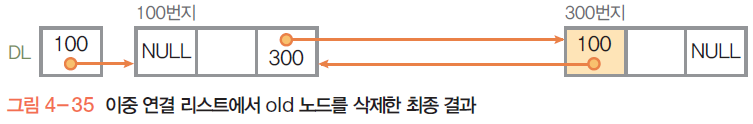 100번지 300번지
DL 100 NULL 300 100 NULL
그림 4-35 이중 연결 리스트에서 old 노드를 삭제한 최종 결과